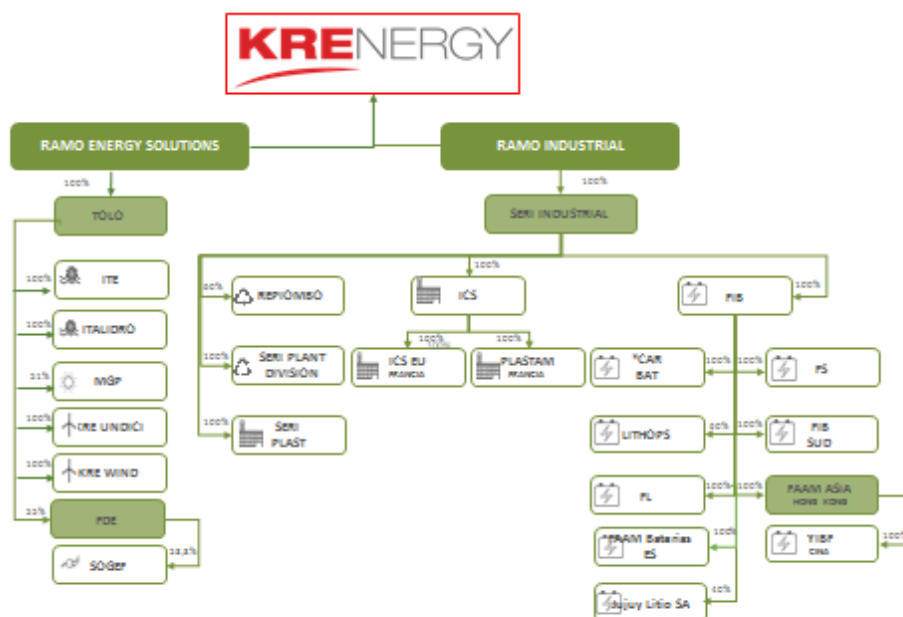 KRENERGY
RAMO ENERGY SOLUTIONS
RAMO INDUSTRIAL
100%
100%
TOLO
SERI INDUSTRIAL
100%
ITE
REPIOMBO
100%
ICS
FIB
100%
100%
ITALIDRO
100%
SERI PLANT
DIVISION
100%
100%
ICS EU
FRANCIA
PLASTAM
FRANCIA
*CAR
BAT
100%
100%
FS
MGP
100%
KRE UNDICI
100%
SERI
PLAST
LITHOPS
100%
FIB
SUD
100%
KRE WIND
FL
100%
100%
FAAM ASIA
HONG KONG
FDE
*FAAM Baterias
ES
100%
YIBF
CINA
100%
SOGEF
Jujuy Litio SA